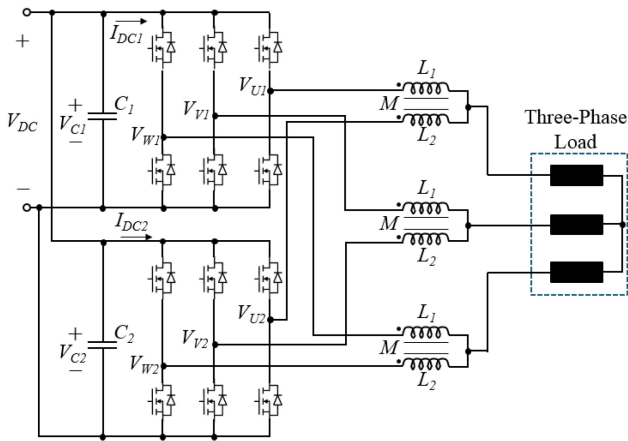 +
I_DC1
V_DC
+
V_C1
−
C_1
V_U1
V_V1
V_W1
−
I_DC2
+
V_C2
−
C_2
V_U2
V_V2
V_W2
L_1
M
L_2
L_1
M
L_2
L_1
M
L_2
Three-Phase
Load